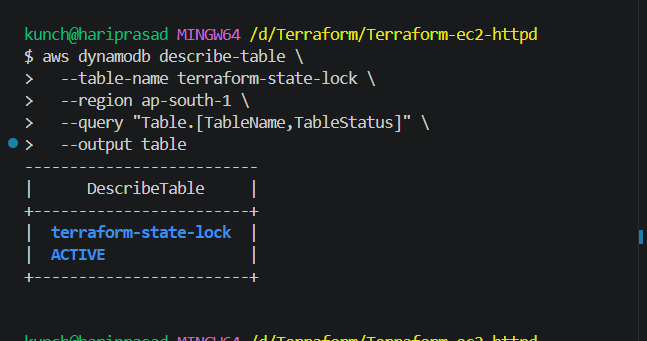 kunch@hariprasad MINGW64 /d/Terraform/Terraform-ec2-httpd
$ aws dynamodb describe-table \
>   --table-name terraform-state-lock \
>   --region ap-south-1 \
>   --query "Table.[TableName,TableStatus]" \
>   --output table
--------------------------
|      DescribeTable     |
+------------------------+
|  terraform-state-lock  |
|  ACTIVE                |
+------------------------+
kunch@hariprasad MINGW64 /d/Terraform/Terraform-ec2-httpd